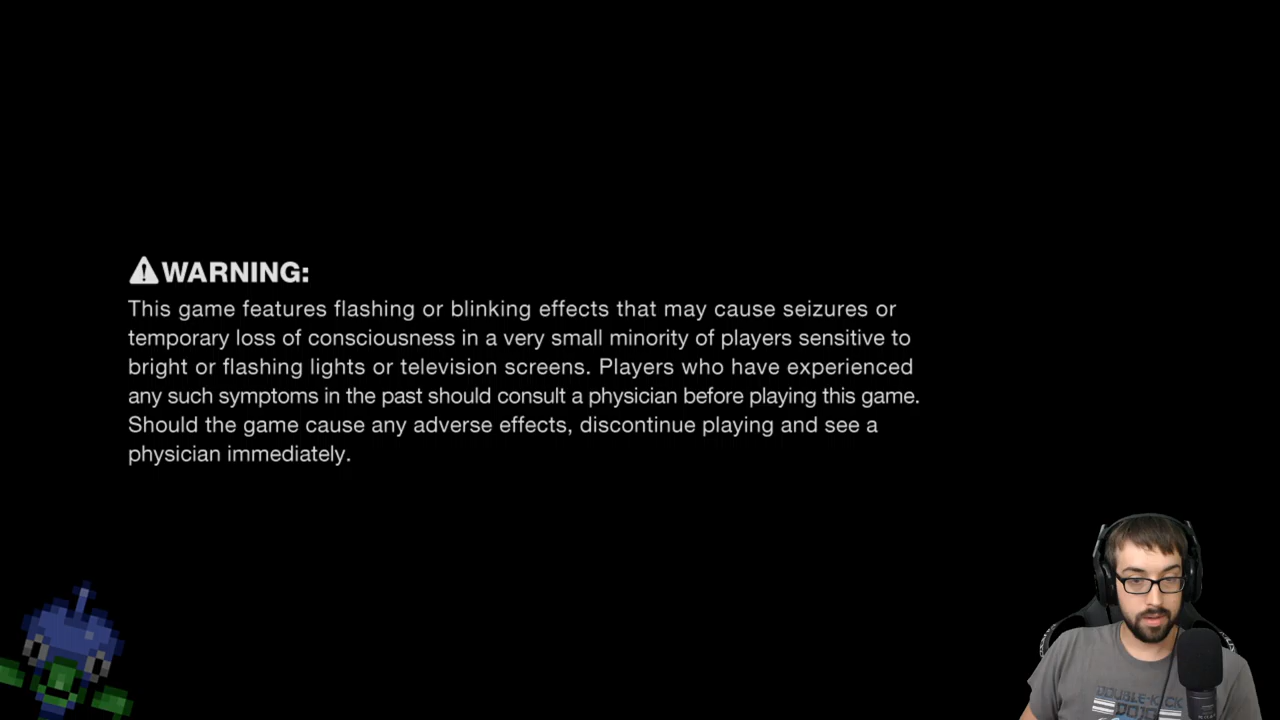 ⚠WARNING:
This game features flashing or blinking effects that may cause seizures or
temporary loss of consciousness in a very small minority of players sensitive to
bright or flashing lights or television screens. Players who have experienced
any such symptoms in the past should consult a physician before playing this game.
Should the game cause any adverse effects, discontinue playing and see a
physician immediately.
DOUBLE-KICK
DOJO